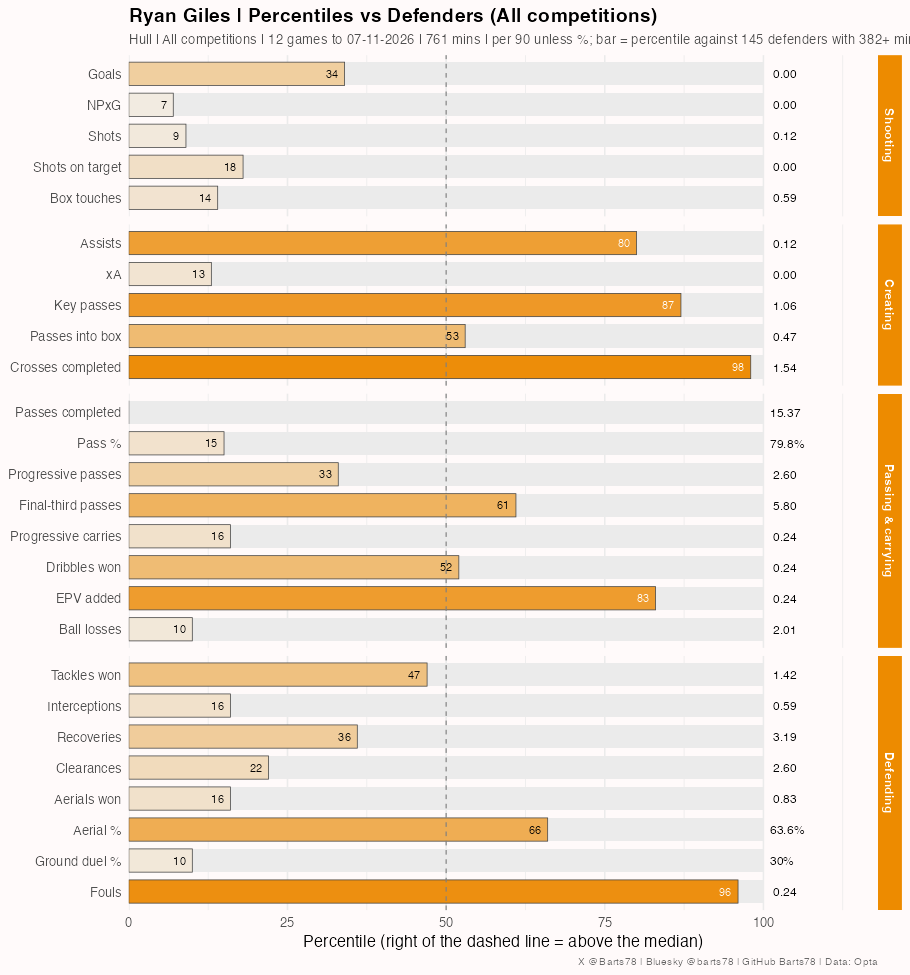 Ryan Giles | Percentiles vs Defenders (All competitions)
Hull | All competitions | 12 games to 07-11-2026 | 761 mins | per 90 unless %; bar = percentile against 145 defenders with 382+
Goals 34 0.00
NPxG 7 0.00
Shots 9 0.12
Shots on target 18 0.00
Box touches 14 0.59
Shooting
Assists 80 0.12
xA 13 0.00
Key passes 87 1.06
Passes into box 53 0.47
Crosses completed 98 1.54
Creating
Passes completed 15.37
Pass % 15 79.8%
Progressive passes 33 2.60
Final-third passes 61 5.80
Progressive carries 16 0.24
Dribbles won 52 0.24
EPV added 83 0.24
Ball losses 10 2.01
Passing & carrying
Tackles won 47 1.42
Interceptions 16 0.59
Recoveries 36 3.19
Clearances 22 2.60
Aerials won 16 0.83
Aerial % 66 63.6%
Ground duel % 10 30%
Fouls 96 0.24
Defending
0 25 50 75 100
Percentile (right of the dashed line = above the median)
X @Barts78 | Bluesky @barts78 | GitHub Barts78 | Data: Opta